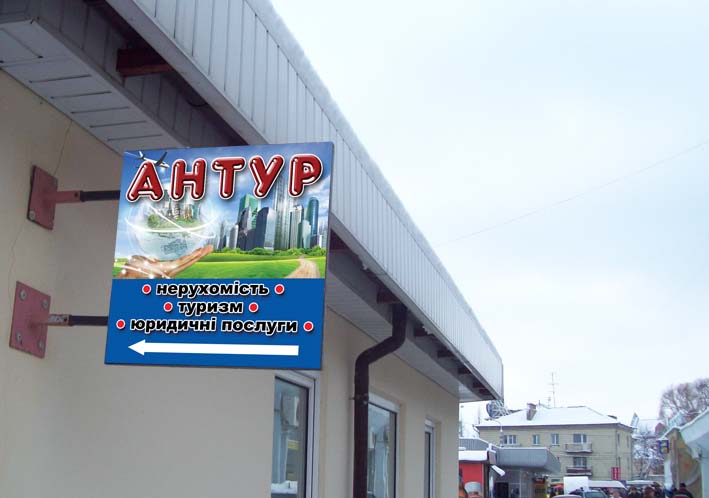 АНТУР
• нерухомість •
• туризм •
• юридичні послуги •